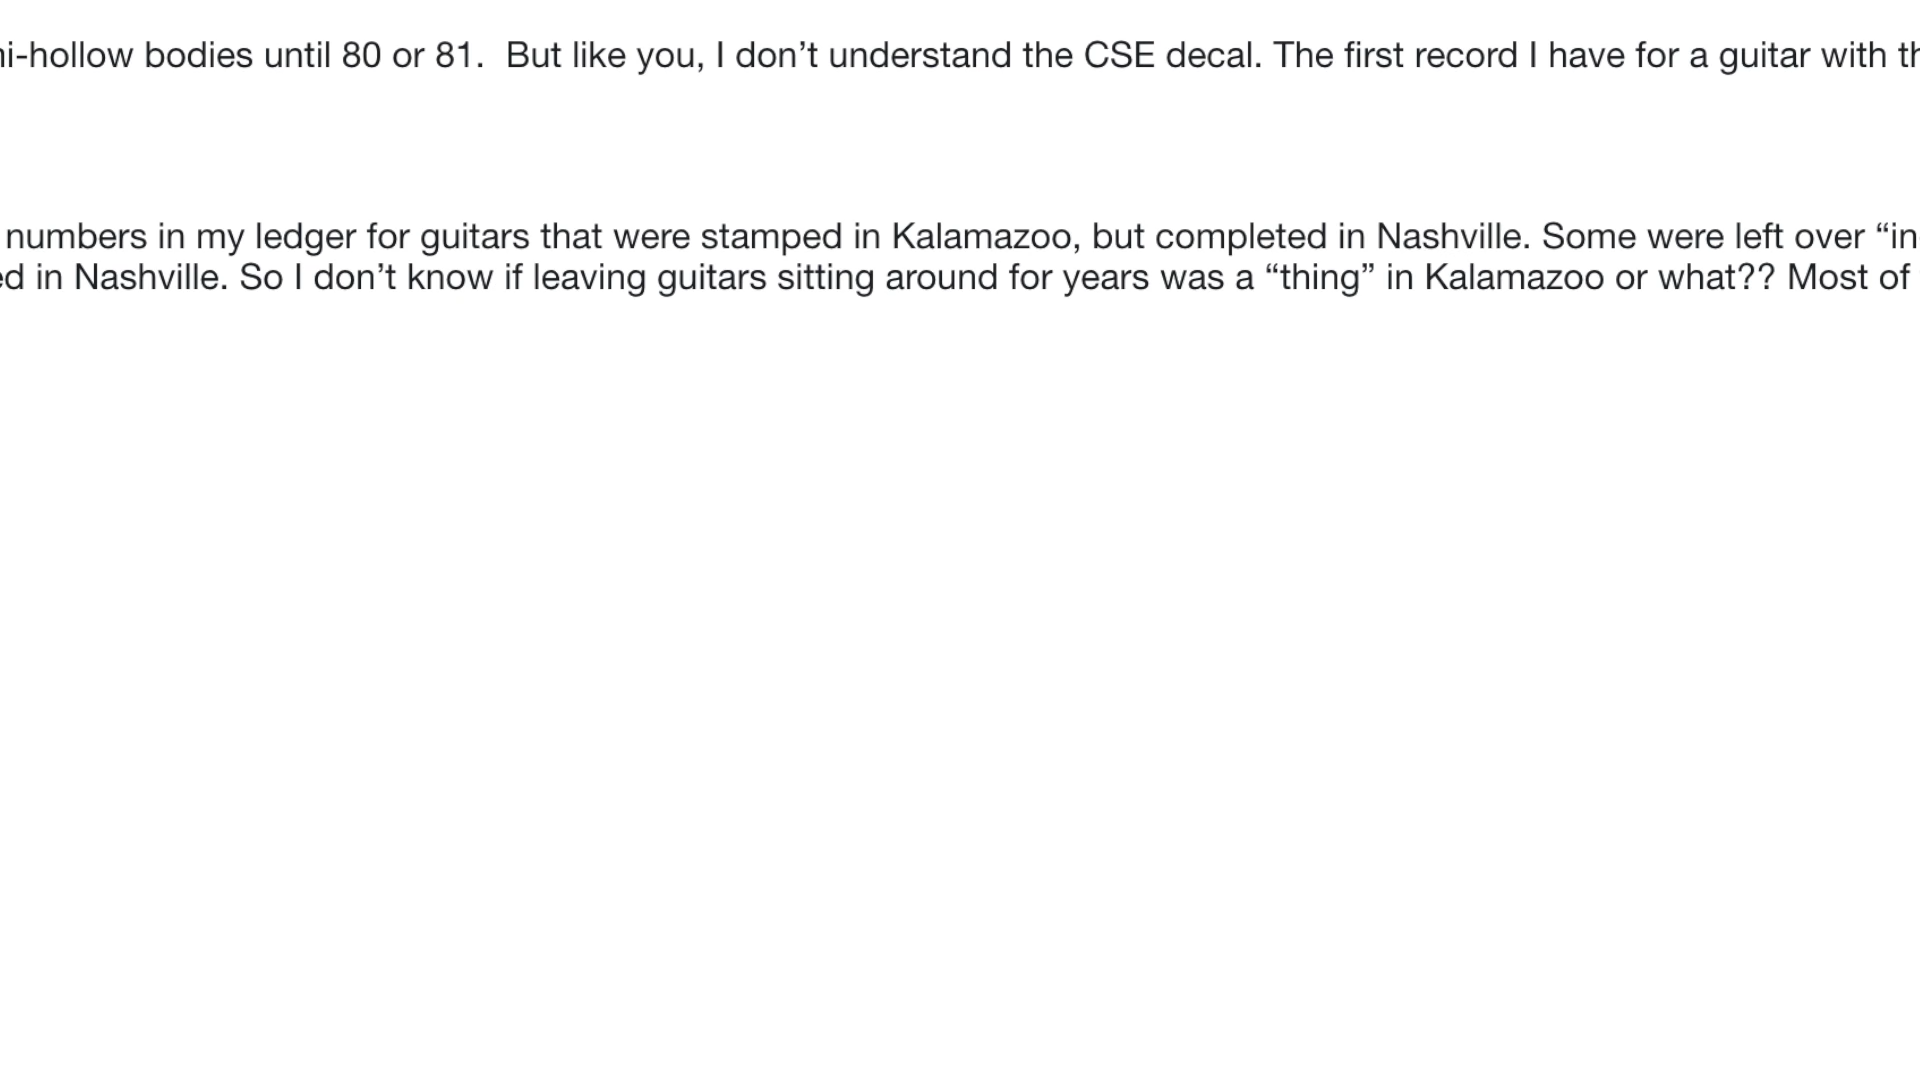 -hollow bodies until 80 or 81.  But like you, I don’t understand the CSE decal. The first record I have for a guitar with
numbers in my ledger for guitars that were stamped in Kalamazoo, but completed in Nashville. Some were left over “in
in Nashville. So I don’t know if leaving guitars sitting around for years was a “thing” in Kalamazoo or what?? Most of